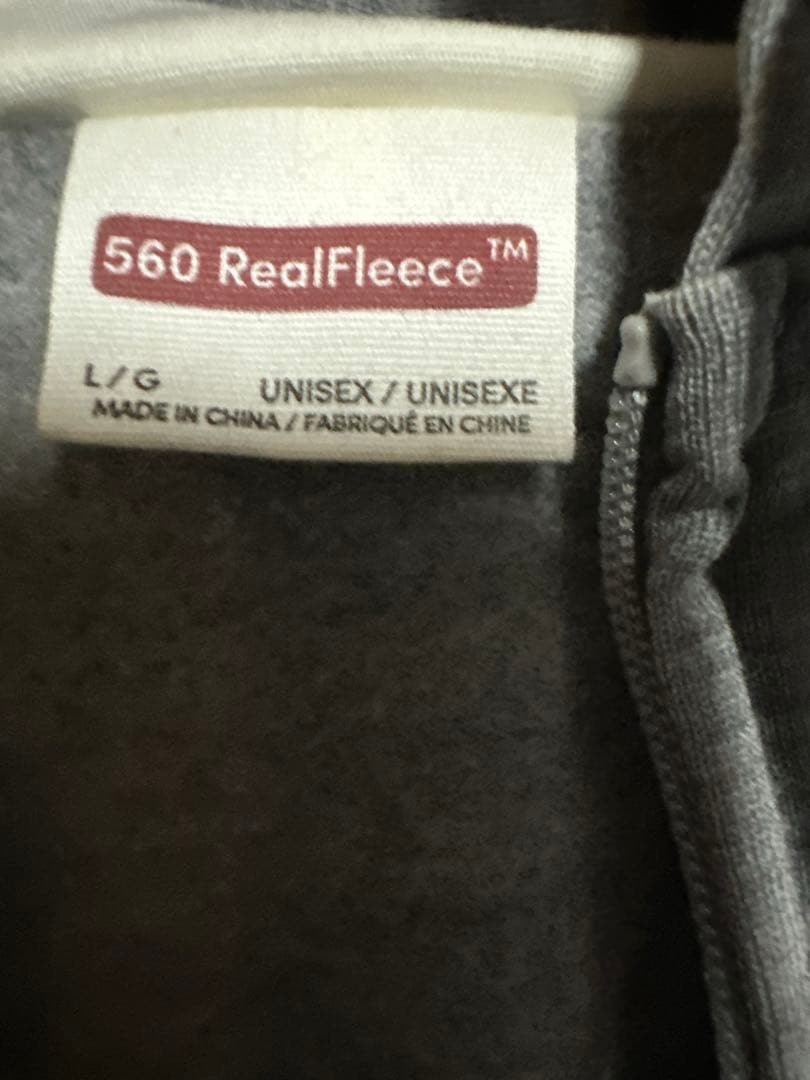 560 RealFleece™
L/G UNISEX / UNISEXE
MADE IN CHINA / FABRIQUÉ EN CHINE